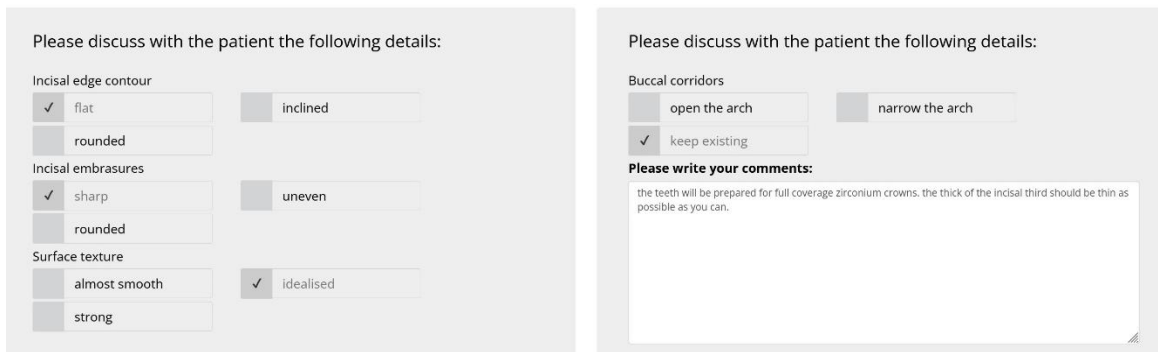 Please discuss with the patient the following details:
Incisal edge contour
✓ flat
inclined
rounded
Incisal embrasures
✓ sharp
uneven
rounded
Surface texture
almost smooth
✓ idealised
strong
Please discuss with the patient the following details:
Buccal corridors
open the arch
narrow the arch
✓ keep existing
Please write your comments:
the teeth will be prepared for full coverage zirconium crowns. the thick of the incisal third should be thin as
possible as you can.